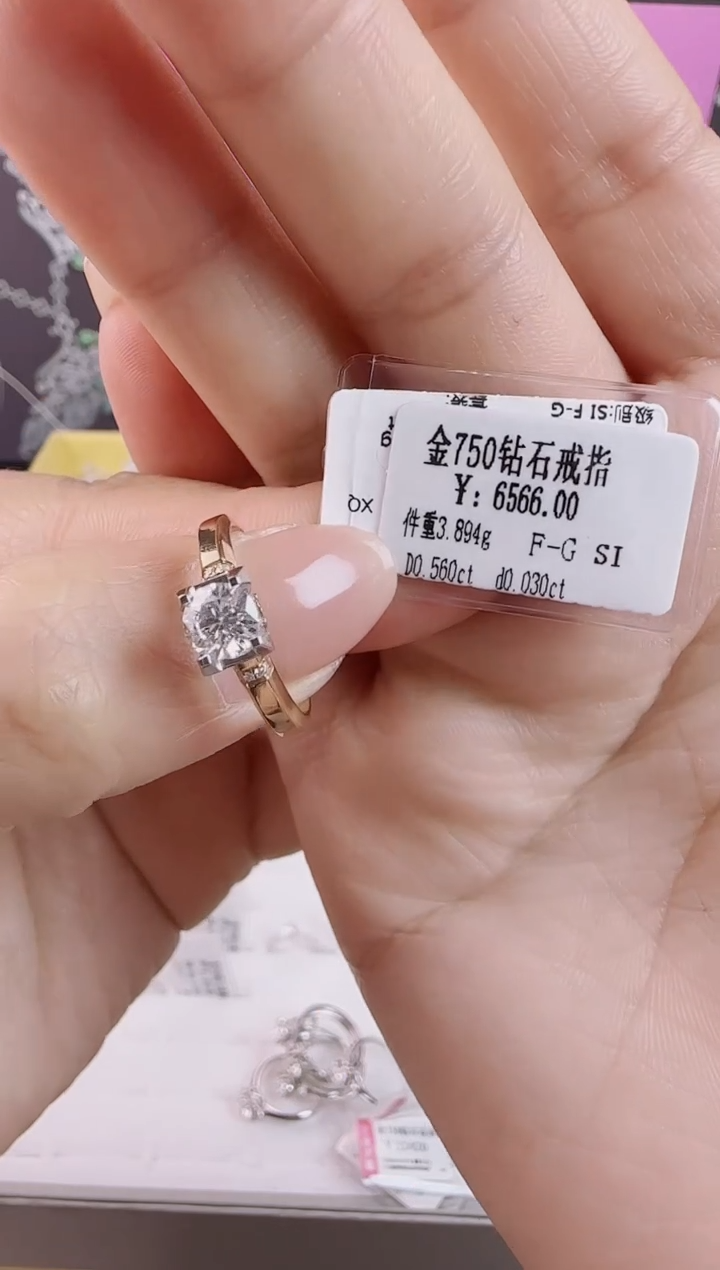 级别:SI F-G
金750钻石戒指
¥: 6566.00
件重3.894g F-G SI
D0.560ct d0.030ct
XQ